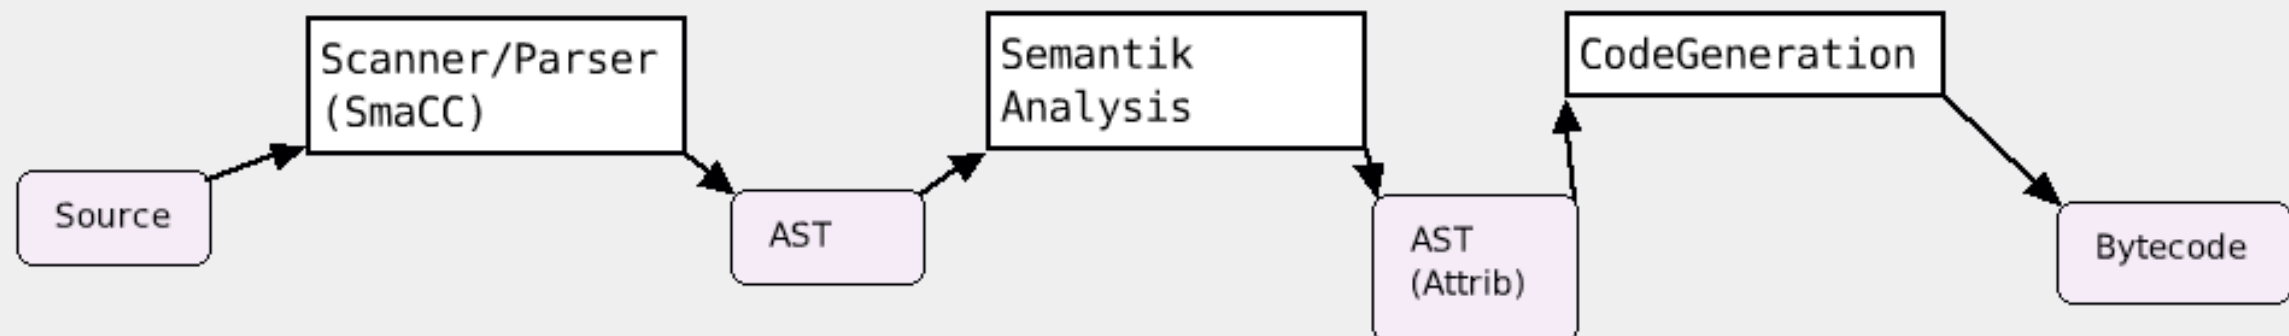 Source
Scanner/Parser
(SmaCC)
AST
Semantik
Analysis
AST
(Attrib)
CodeGeneration
Bytecode